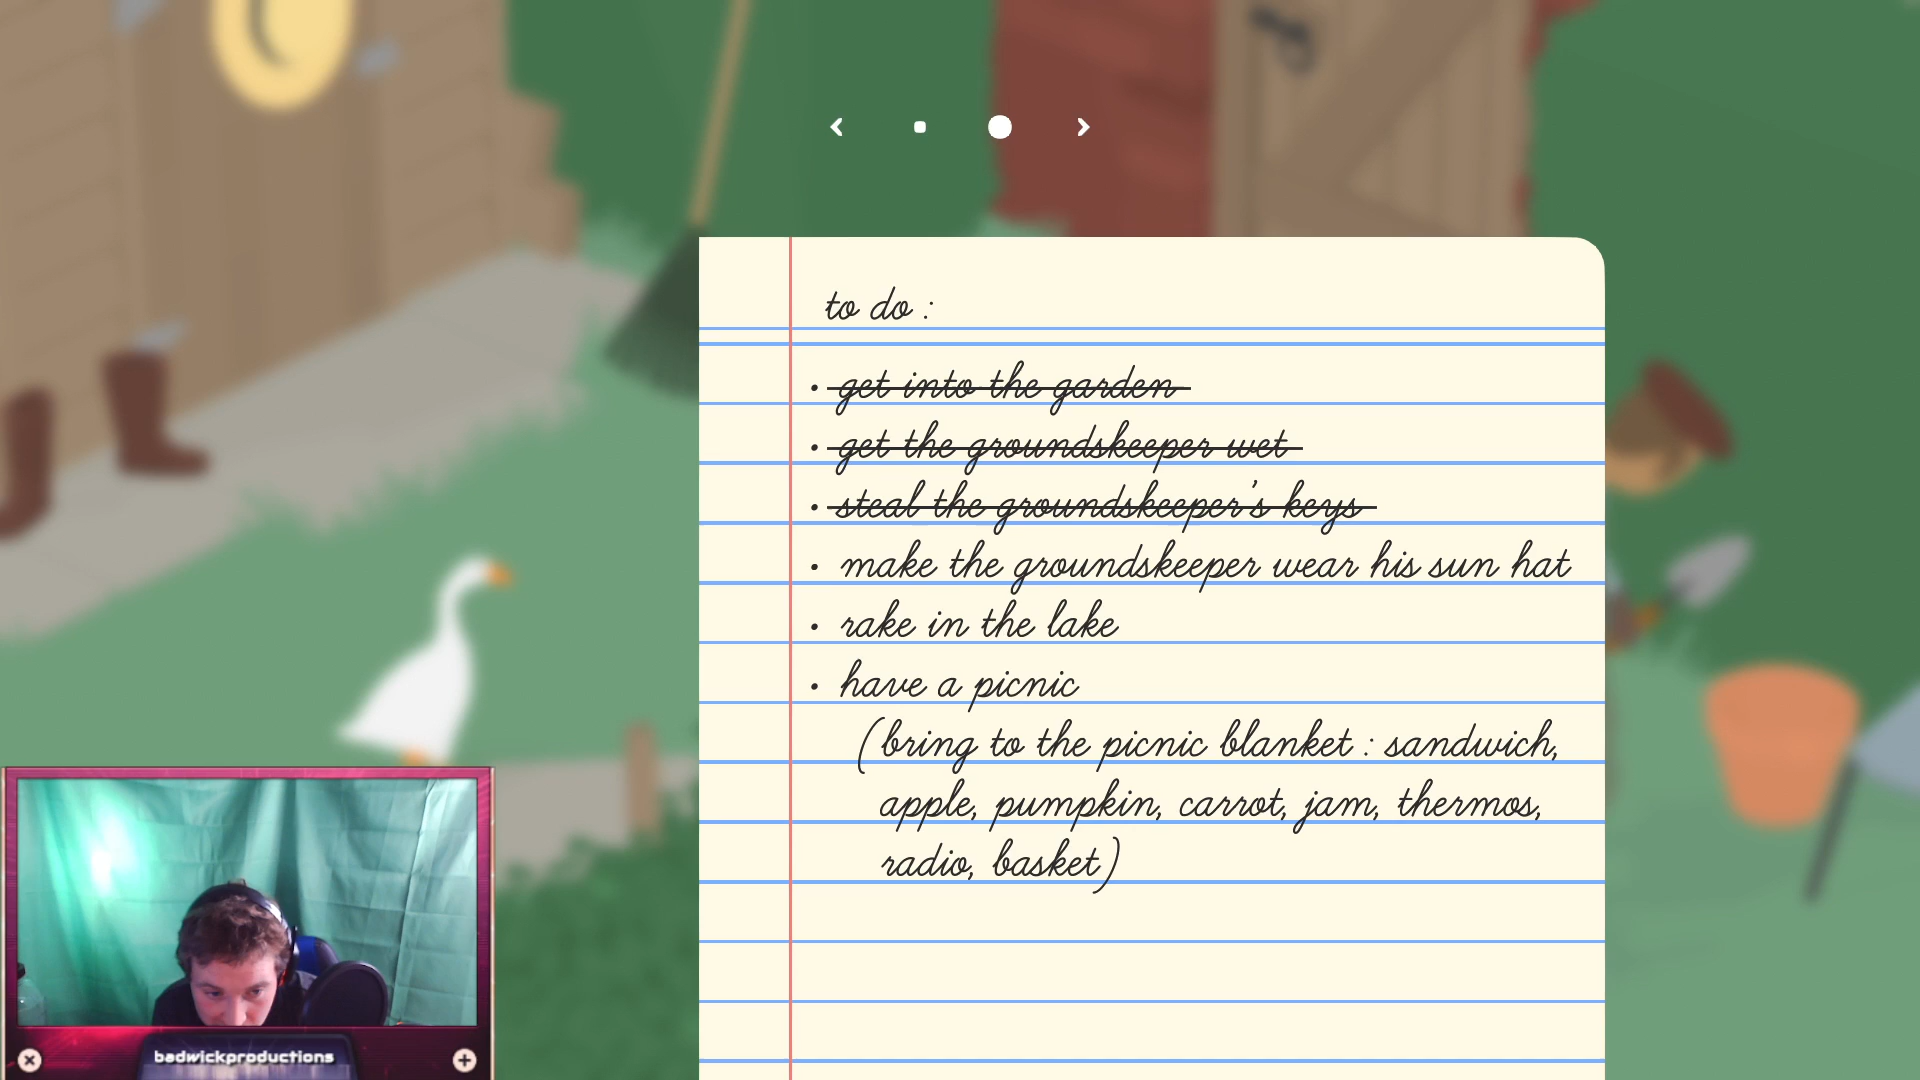 to do :
• get into the garden
• get the groundskeeper wet
• steal the groundskeeper's keys
• make the groundskeeper wear his sun hat
• rake in the lake
• have a picnic
(bring to the picnic blanket : sandwich,
apple, pumpkin, carrot, jam, thermos,
radio, basket)
badwickproductions